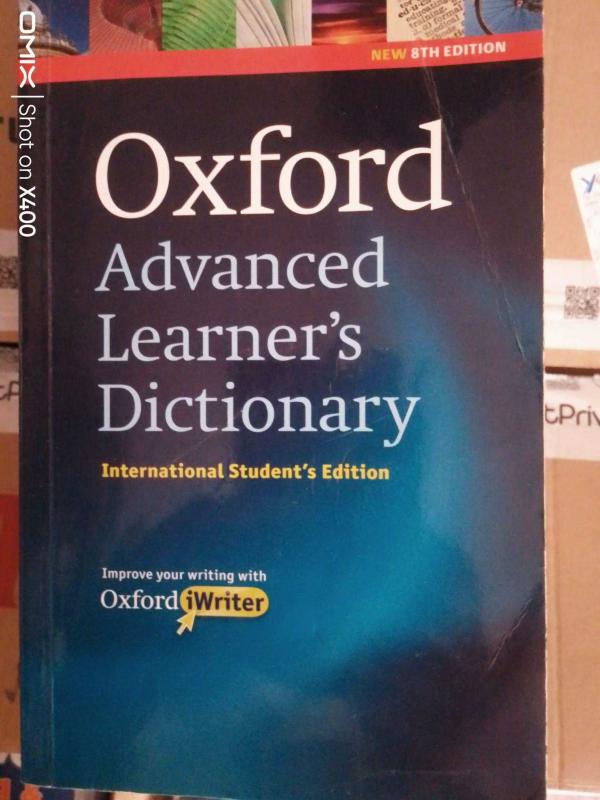 OMIX | Shot on X400
NEW 8TH EDITION
Oxford
Advanced
Learner's
Dictionary
International Student's Edition
Improve your writing with
Oxford iWriter